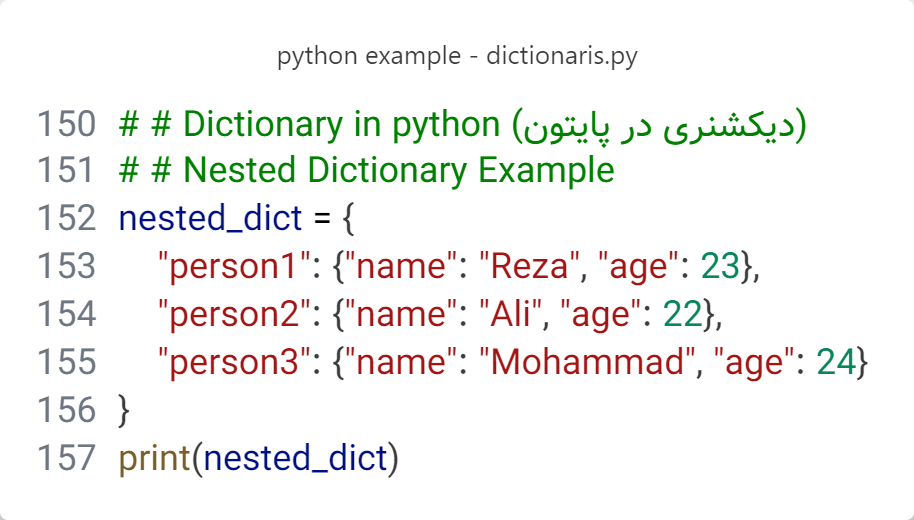 python example - dictionaris.py
150 # # Dictionary in python (دیکشنری در پایتون)
151 # # Nested Dictionary Example
152 nested_dict = {
153 "person1": {"name": "Reza", "age": 23},
154 "person2": {"name": "Ali", "age": 22},
155 "person3": {"name": "Mohammad", "age": 24}
156 }
157 print(nested_dict)